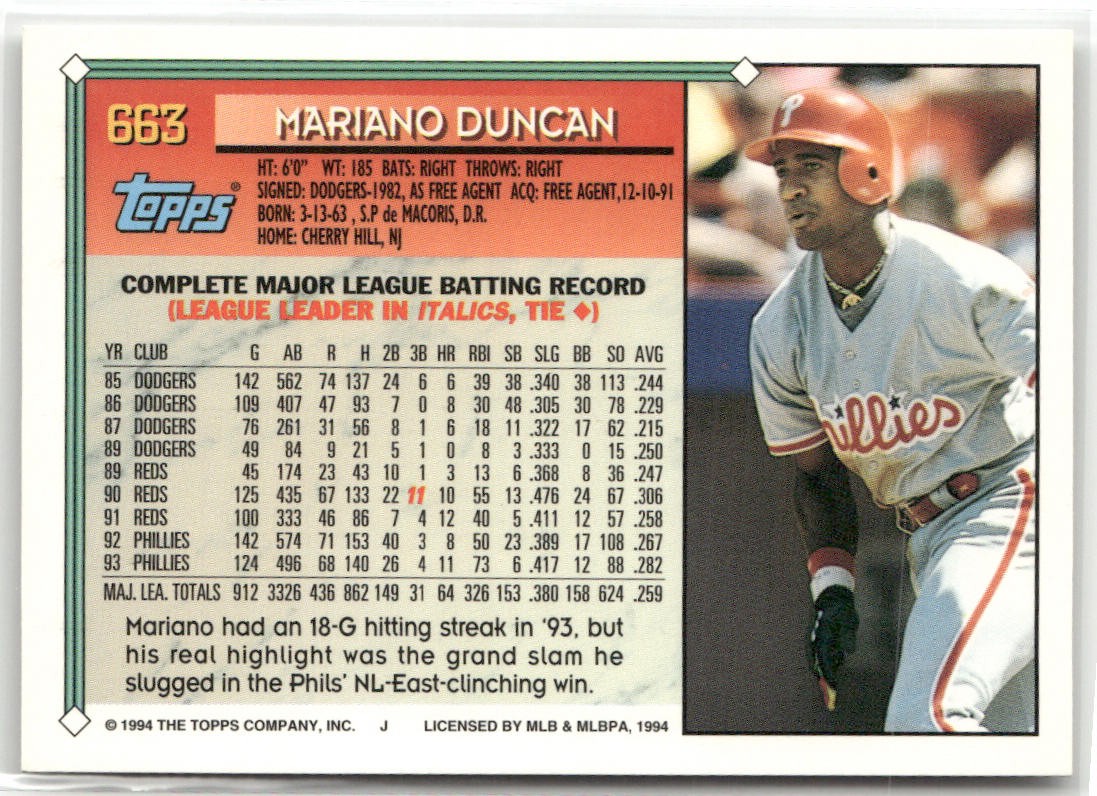 663
MARIANO DUNCAN
Topps®
HT: 6'0" WT: 185 BATS: RIGHT THROWS: RIGHT
SIGNED: DODGERS-1982, AS FREE AGENT ACQ: FREE AGENT,12-10-91
BORN: 3-13-63 , S.P de MACORIS, D.R.
HOME: CHERRY HILL, NJ
COMPLETE MAJOR LEAGUE BATTING RECORD
(LEAGUE LEADER IN ITALICS, TIE ◆)
YR CLUB G AB R H 2B 3B HR RBI SB SLG BB SO AVG
85 DODGERS 142 562 74 137 24 6 6 39 38 .340 38 113 .244
86 DODGERS 109 407 47 93 7 0 8 30 48 .305 30 78 .229
87 DODGERS 76 261 31 56 8 1 6 18 11 .322 17 62 .215
89 DODGERS 49 84 9 21 5 1 0 8 3 .333 0 15 .250
89 REDS 45 174 23 43 10 1 3 13 6 .368 8 36 .247
90 REDS 125 435 67 133 22 11 10 55 13 .476 24 67 .306
91 REDS 100 333 46 86 7 4 12 40 5 .411 12 57 .258
92 PHILLIES 142 574 71 153 40 3 8 50 23 .389 17 108 .267
93 PHILLIES 124 496 68 140 26 4 11 73 6 .417 12 88 .282
MAJ. LEA. TOTALS 912 3326 436 862 149 31 64 326 153 .380 158 624 .259
Mariano had an 18-G hitting streak in '93, but
his real highlight was the grand slam he
slugged in the Phils' NL-East-clinching win.
© 1994 THE TOPPS COMPANY, INC. J LICENSED BY MLB & MLBPA, 1994
P
Phillies